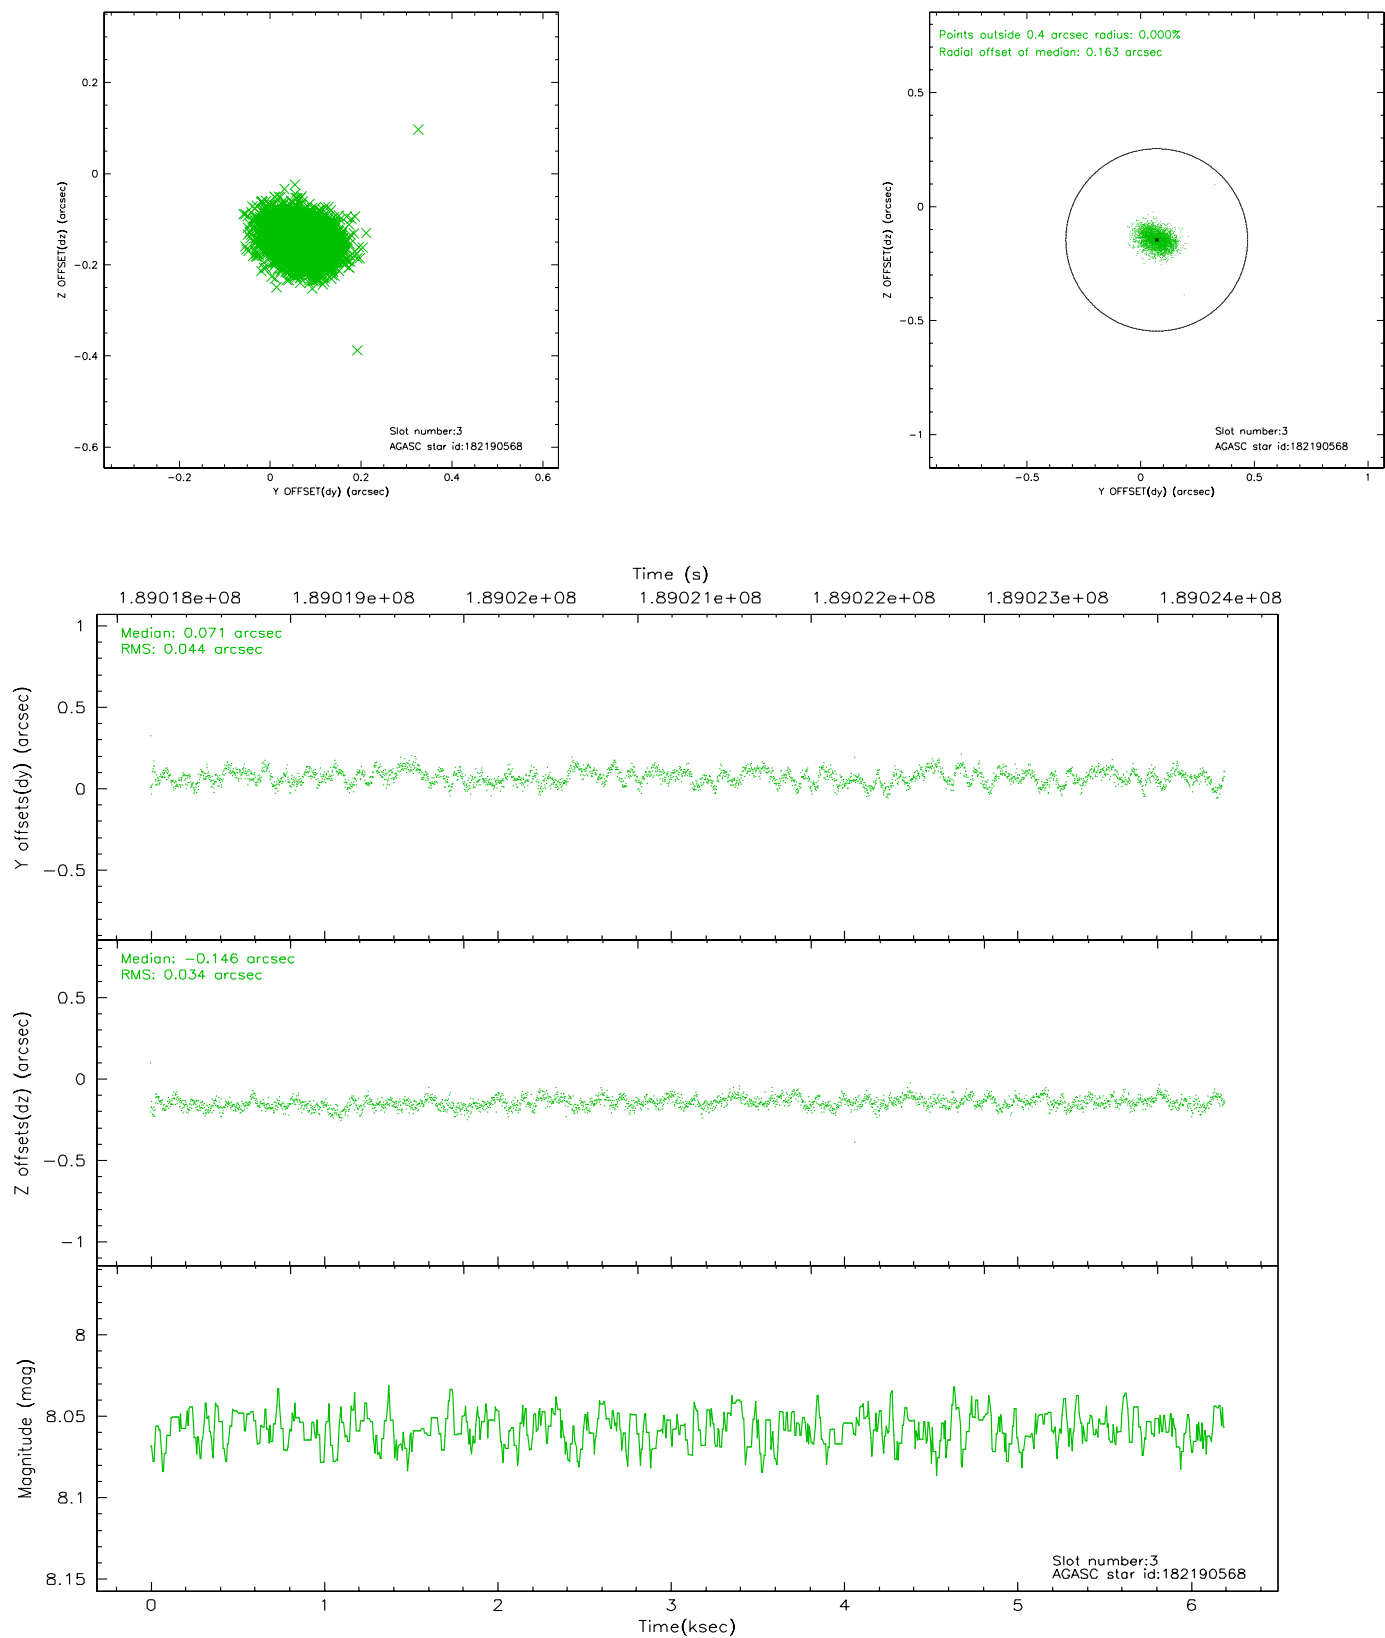 0.2
0
−0.2
−0.4
−0.6
Z OFFSET(dz) (arcsec)
Slot number:3
AGASC star id:182190568
−0.2 0 0.2 0.4 0.6
Y OFFSET(dy) (arcsec)
Points outside 0.4 arcsec radius: 0.000%
Radial offset of median: 0.163 arcsec
0.5
0
−0.5
−1
Z OFFSET(dz) (arcsec)
Slot number:3
AGASC star id:182190568
−0.5 0 0.5 1
Y OFFSET(dy) (arcsec)
Time (s)
1.89018e+08 1.89019e+08 1.8902e+08 1.89021e+08 1.89022e+08 1.89023e+08 1.89024e+08
Median: 0.071 arcsec
RMS: 0.044 arcsec
1
0.5
0
−0.5
Y offsets(dy) (arcsec)
Median: −0.146 arcsec
RMS: 0.034 arcsec
0.5
0
−0.5
−1
Z offsets(dz) (arcsec)
8
8.05
8.1
8.15
Magnitude (mag)
Slot number:3
AGASC star id:182190568
0 1 2 3 4 5 6
Time(ksec)